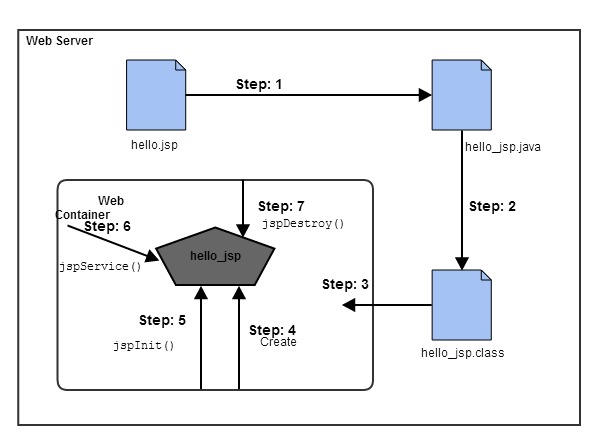 Web Server
Step: 1
hello.jsp
hello_jsp.java
Step: 2
Web
Container
Step: 7
jspDestroy()
Step: 6
jspService()
hello_jsp
Step: 3
Step: 5
jspInit()
Step: 4
Create
hello_jsp.class